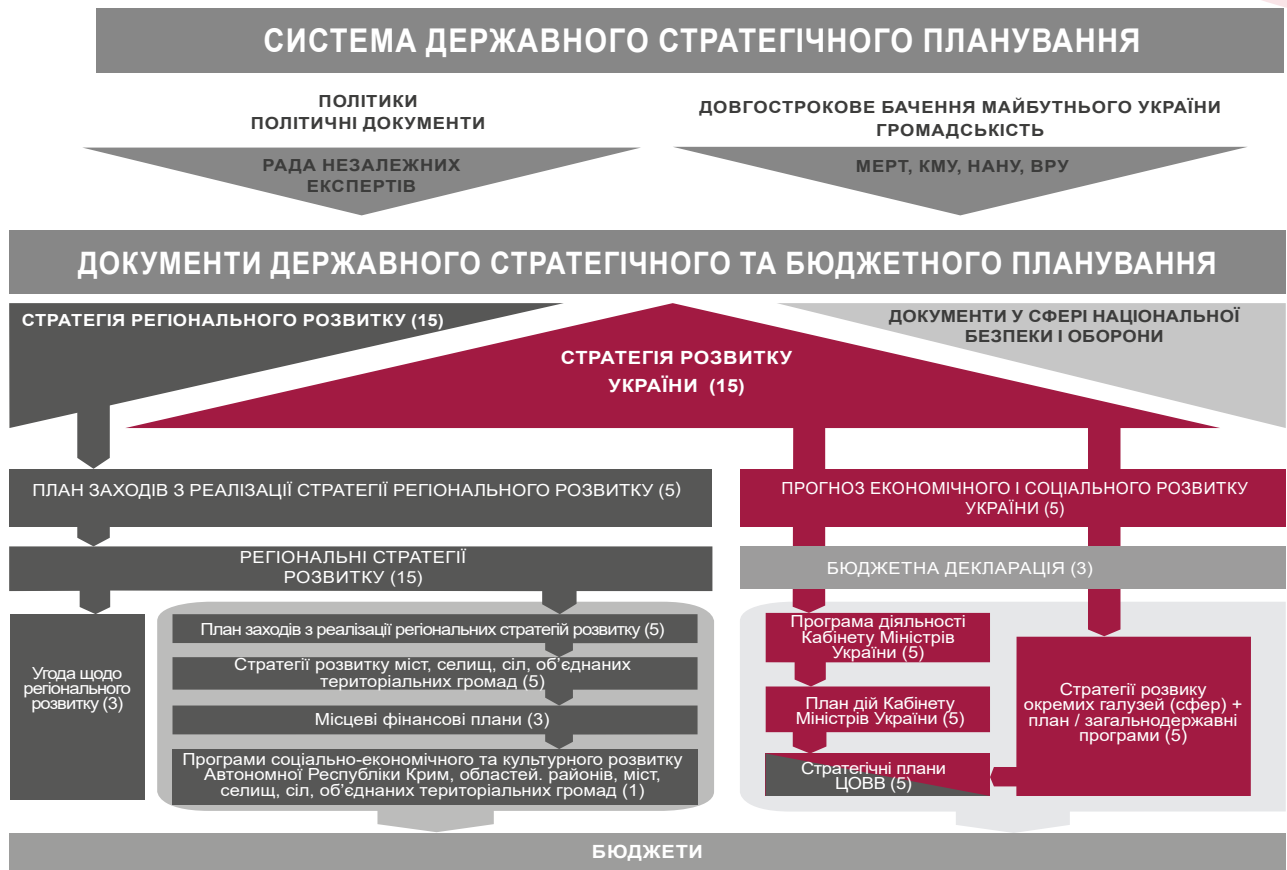 СИСТЕМА ДЕРЖАВНОГО СТРАТЕГІЧНОГО ПЛАНУВАННЯ
ПОЛІТИКИ
ПОЛІТИЧНІ ДОКУМЕНТИ
РАДА НЕЗАЛЕЖНИХ
ЕКСПЕРТІВ
ДОВГОСТРОКОВЕ БАЧЕННЯ МАЙБУТНЬОГО УКРАЇНИ
ГРОМАДСЬКІСТЬ
МЕРТ, КМУ, НАНУ, ВРУ
ДОКУМЕНТИ ДЕРЖАВНОГО СТРАТЕГІЧНОГО ТА БЮДЖЕТНОГО ПЛАНУВАННЯ
СТРАТЕГІЯ РЕГІОНАЛЬНОГО РОЗВИТКУ (15)
СТРАТЕГІЯ РОЗВИТКУ
УКРАЇНИ (15)
ДОКУМЕНТИ У СФЕРІ НАЦІОНАЛЬНОЇ
БЕЗПЕКИ І ОБОРОНИ
ПЛАН ЗАХОДІВ З РЕАЛІЗАЦІЇ СТРАТЕГІЇ РЕГІОНАЛЬНОГО РОЗВИТКУ (5)
РЕГІОНАЛЬНІ СТРАТЕГІЇ
РОЗВИТКУ (15)
Угода щодо
регіонального
розвитку (3)
План заходів з реалізації регіональних стратегій розвитку (5)
Стратегії розвитку міст, селищ, сіл, об’єднаних
територіальних громад (5)
Місцеві фінансові плани (3)
Програми соціально-економічного та культурного розвитку
Автономної Республіки Крим, областей. районів, міст,
селищ, сіл, об’єднаних територіальних громад (1)
ПРОГНОЗ ЕКОНОМІЧНОГО І СОЦІАЛЬНОГО РОЗВИТКУ
УКРАЇНИ (5)
БЮДЖЕТНА ДЕКЛАРАЦІЯ (3)
Програма діяльності
Кабінету Міністрів
України (5)
План дій Кабінету
Міністрів України (5)
Стратегічні плани
ЦОВВ (5)
Стратегії розвику
окремих галузей (сфер) +
план / загальнодержавні
програми (5)
БЮДЖЕТИ